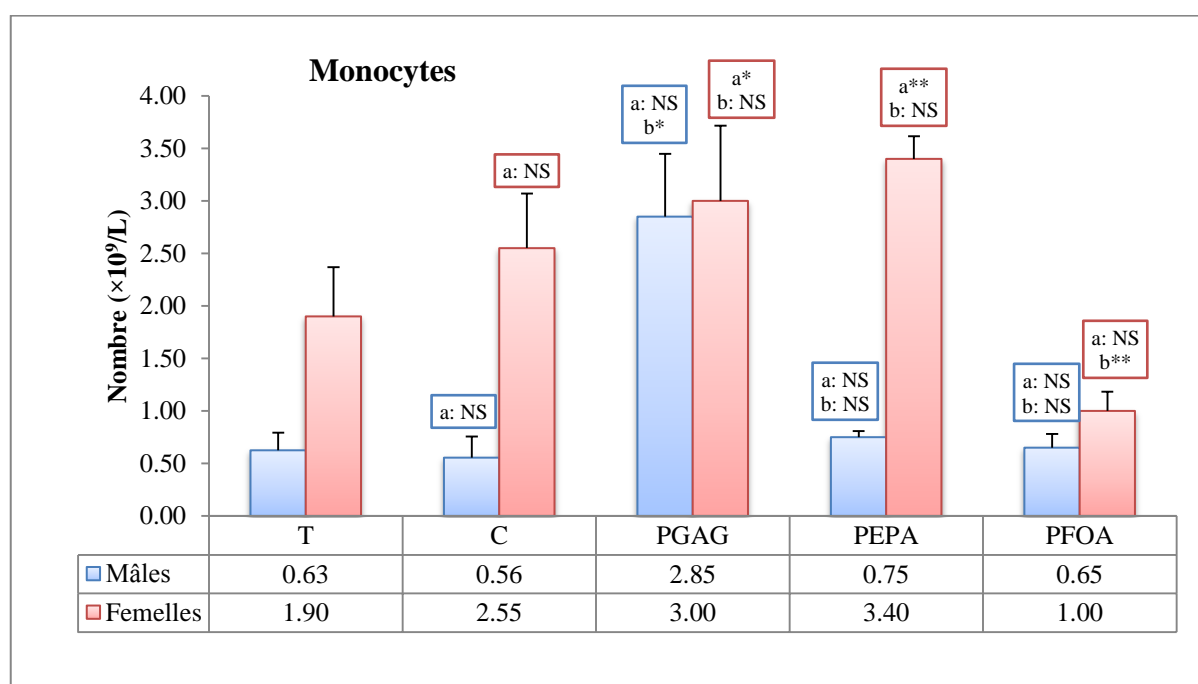 Monocytes
Nombre (×10⁹/L)
4.00
3.50
3.00
2.50
2.00
1.50
1.00
0.50
0.00
a: NS
a: NS
a: NS
b*
a*
b: NS
a: NS
b: NS
a**
b: NS
a: NS
b: NS
a: NS
b**
T C PGAG PEPA PFOA
Mâles 0.63 0.56 2.85 0.75 0.65
Femelles 1.90 2.55 3.00 3.40 1.00